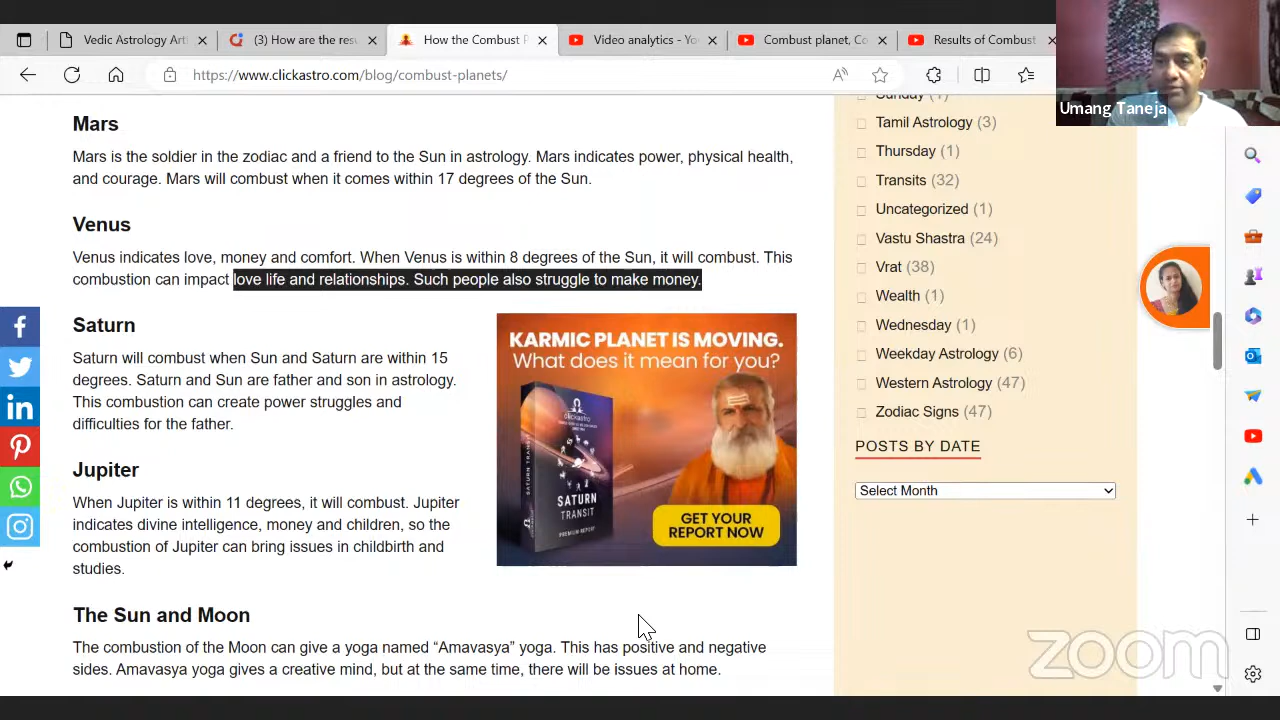 Vedic Astrology Art
(3) How are the resu
How the Combust P
Video analytics - Yo
Combust planet, Co
Results of Combust
https://www.clickastro.com/blog/combust-planets/
Umang Taneja
Mars
Mars is the soldier in the zodiac and a friend to the Sun in astrology. Mars indicates power, physical health,
and courage. Mars will combust when it comes within 17 degrees of the Sun.
Venus
Venus indicates love, money and comfort. When Venus is within 8 degrees of the Sun, it will combust. This
combustion can impact love life and relationships. Such people also struggle to make money.
Saturn
Saturn will combust when Sun and Saturn are within 15
degrees. Saturn and Sun are father and son in astrology.
This combustion can create power struggles and
difficulties for the father.
Jupiter
When Jupiter is within 11 degrees, it will combust. Jupiter
indicates divine intelligence, money and children, so the
combustion of Jupiter can bring issues in childbirth and
studies.
KARMIC PLANET IS MOVING.
What does it mean for you?
clickastro
SATURN
TRANSIT
PREMIUM REPORT
SATURN TRANSIT
GET YOUR
REPORT NOW
The Sun and Moon
The combustion of the Moon can give a yoga named “Amavasya” yoga. This has positive and negative
sides. Amavasya yoga gives a creative mind, but at the same time, there will be issues at home.
Sunday (1)
Tamil Astrology (3)
Thursday (1)
Transits (32)
Uncategorized (1)
Vastu Shastra (24)
Vrat (38)
Wealth (1)
Wednesday (1)
Weekday Astrology (6)
Western Astrology (47)
Zodiac Signs (47)
POSTS BY DATE
Select Month
zoom